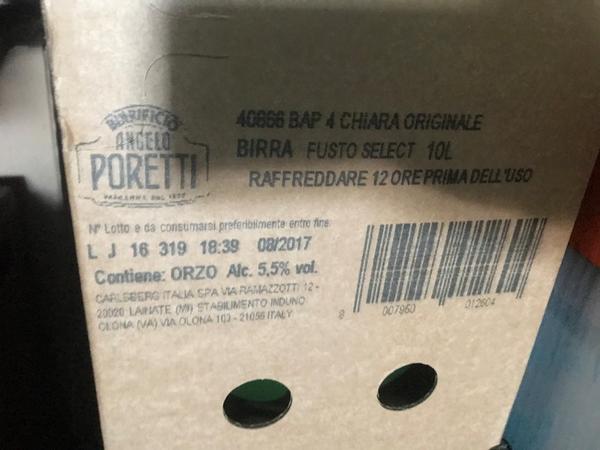 BIRRIFICIO
ANGELO
PORETTI
40666 BAP 4 CHIARA ORIGINALE
BIRRA FUSTO SELECT 10L
RAFFREDDARE 12 ORE PRIMA DELL'USO
N° Lotto e da consumarsi preferibilmente entro fine
L J 16 319 18:39 08/2017
Contiene: ORZO Alc. 5,5% vol.
CARLSBERG ITALIA SPA VIA RAMAZZOTTI 12 -
20020 LAINATE (MI) STABILIMENTO INDUNO
OLONA (VA) VIA OLONA 103 - 21056 ITALY
8 007960 012604